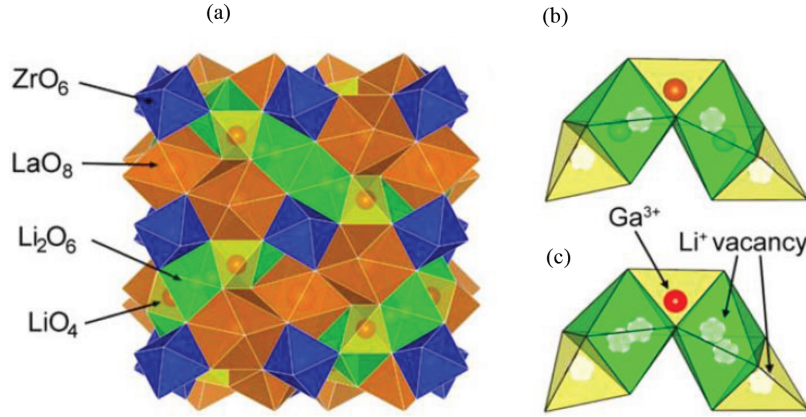 (a)
ZrO₆
LaO₈
Li₂O₆
LiO₄
(b)
Ga³⁺
Li⁺ vacancy
(c)